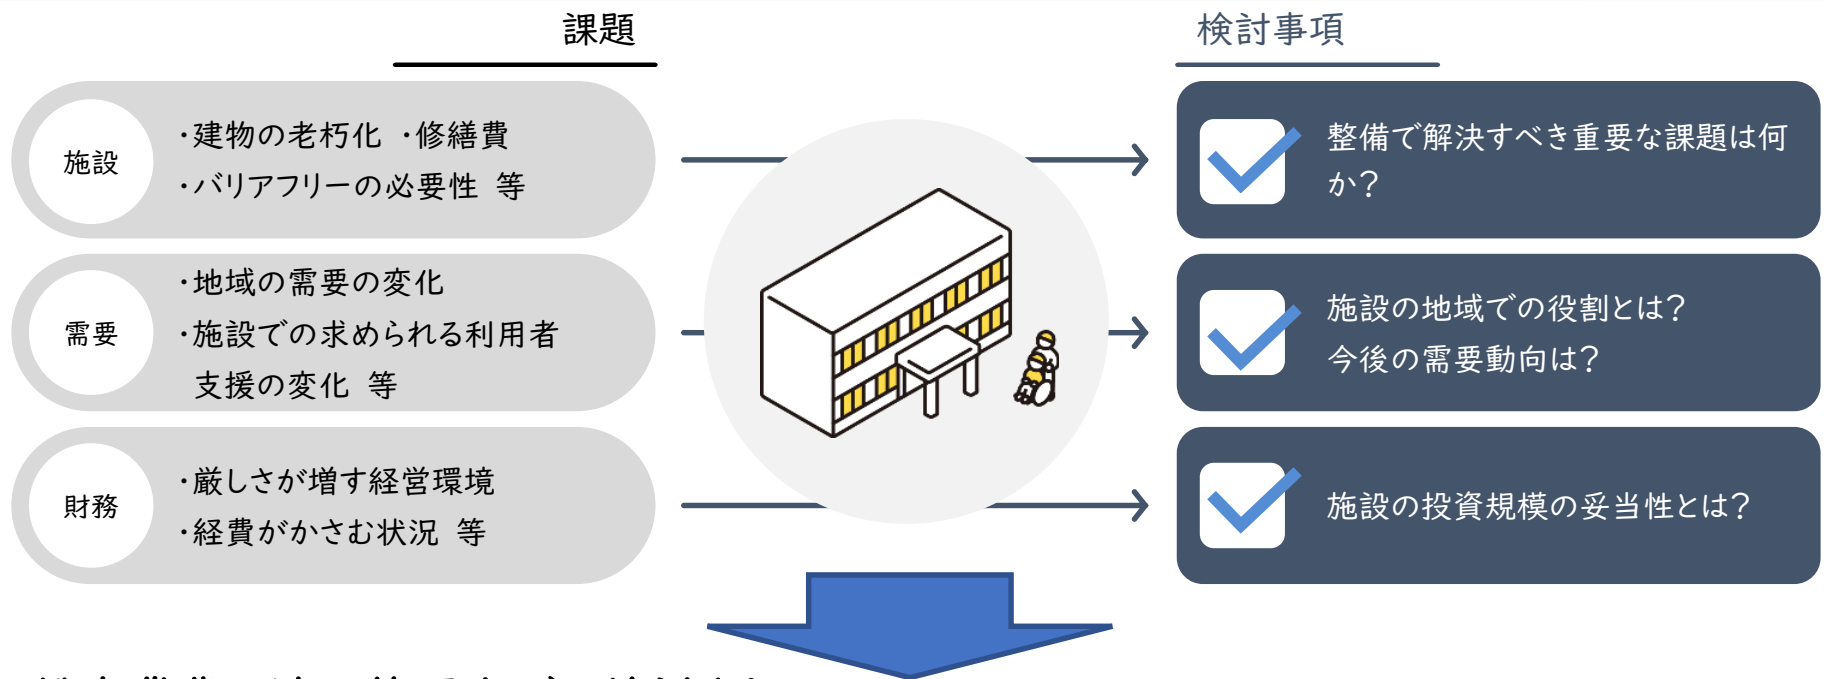 課題
検討事項
施設
・建物の老朽化 ・修繕費
・バリアフリーの必要性 等
整備で解決すべき重要な課題は何
か?
需要
・地域の需要の変化
・施設での求められる利用者
支援の変化 等
施設の地域での役割とは?
今後の需要動向は?
財務
・厳しさが増す経営環境
・経費がかさむ状況 等
施設の投資規模の妥当性とは?